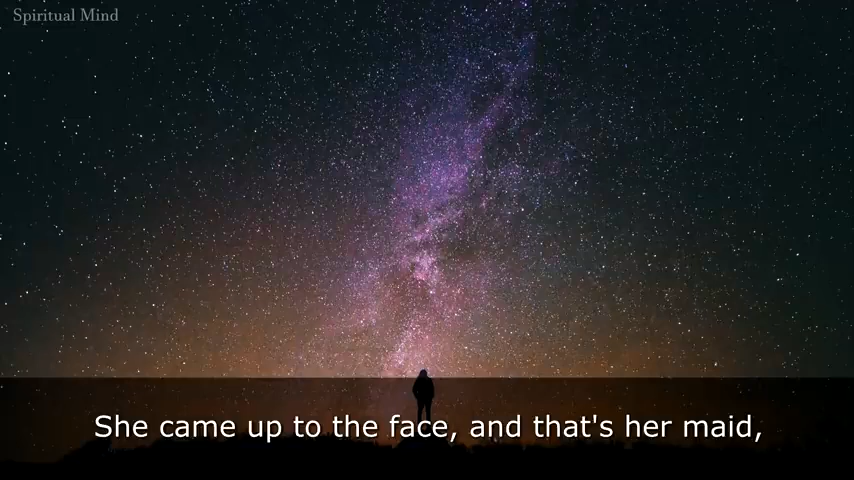 Spiritual Mind
She came up to the face, and that's her maid,